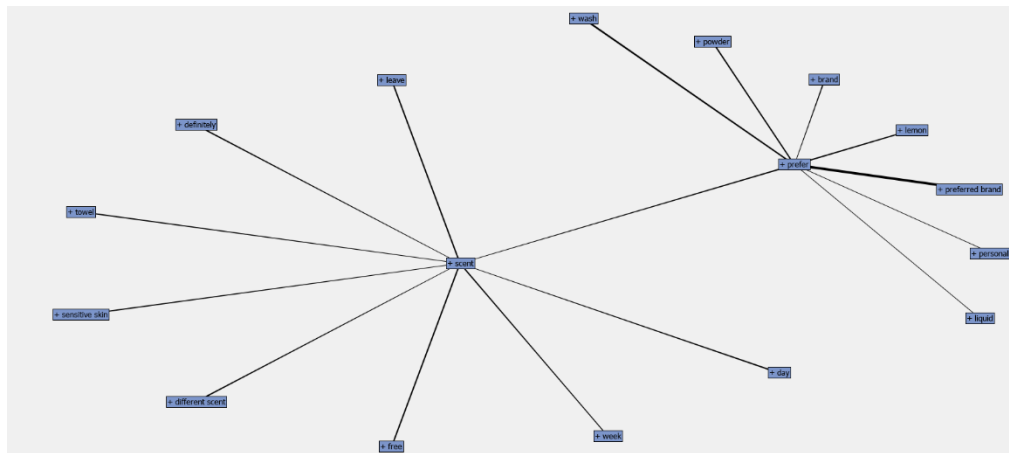 + wash
+ powder
+ leave
+ brand
+ definitely
+ lemon
+ prefer
+ preferred brand
+ towel
+ personal
+ scent
+ sensitive skin
+ liquid
+ day
+ different scent
+ week
+ free